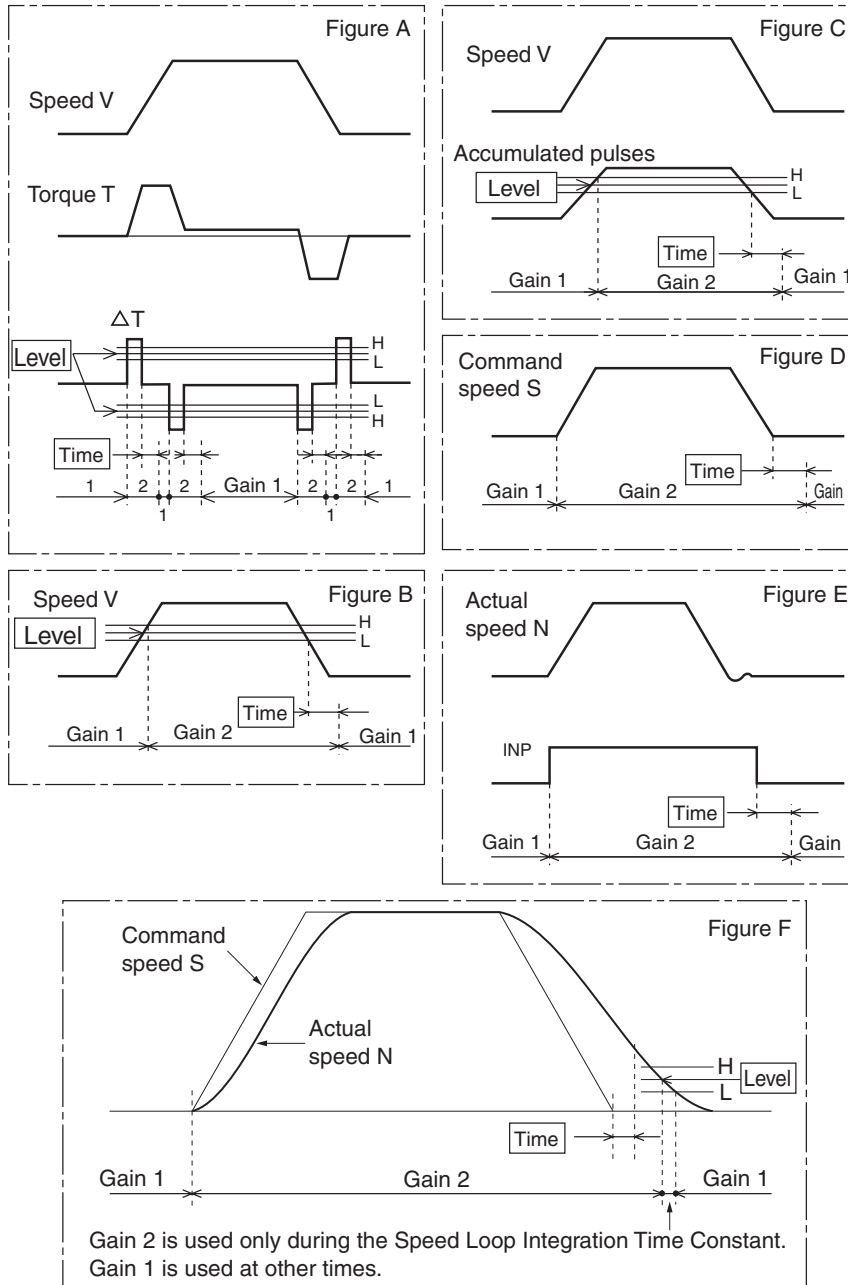 Figure A
Speed V
Torque T
△T
H
Level
L
L
H
Time
1
2
2
Gain 1
2
2
1
1
1
Figure B
Speed V
H
Level
L
Time
Gain 1
Gain 2
Gain 1
Figure C
Speed V
Accumulated pulses
H
Level
L
Time
Gain 1
Gain 2
Gain 1
Figure D
Command
speed S
Time
Gain 1
Gain 2
Gain
Figure E
Actual
speed N
INP
Time
Gain 1
Gain 2
Gain
Figure F
Command
speed S
Actual
speed N
H
Level
L
Time
Gain 1
Gain 2
Gain 1
Gain 2 is used only during the Speed Loop Integration Time Constant.
Gain 1 is used at other times.